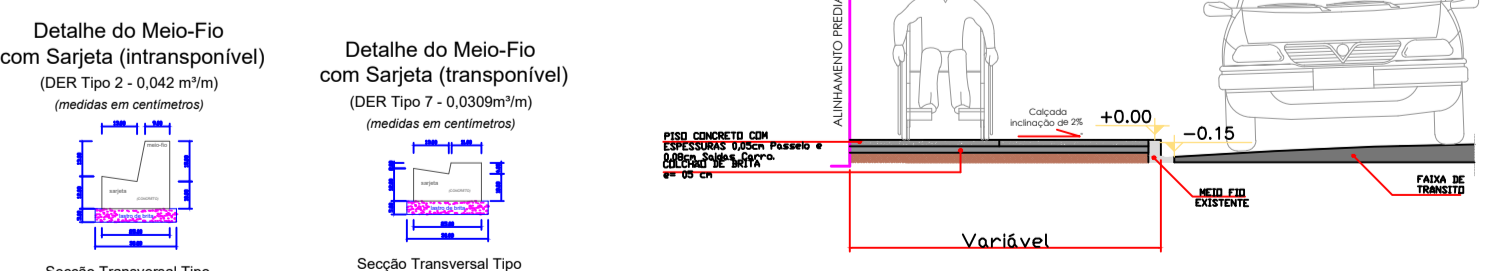 Detalhe do Meio-Fio
com Sarjeta (intransponível)
(DER Tipo 2 - 0,042 m³/m)
(medidas em centímetros)
meio-fio
sarjeta
(CONCRETO)
lastro de brita
Secção Transversal Tipo
Detalhe do Meio-Fio
com Sarjeta (transponível)
(DER Tipo 7 - 0,0309m³/m)
(medidas em centímetros)
sarjeta
(CONCRETO)
lastro de brita
Secção Transversal Tipo
ALINHAMENTO PREDIA
PISO CONCRETO COM
ESPESSURAS 0,05cm Passeio e
0,08cm Saidas Carro.
COLCHAO DE BRITA
e= 05 cm
Calçada
inclinação de 2%
+0.00
-0.15
MEIO FIO
EXISTENTE
FAIXA DE
TRANSITO
Variável